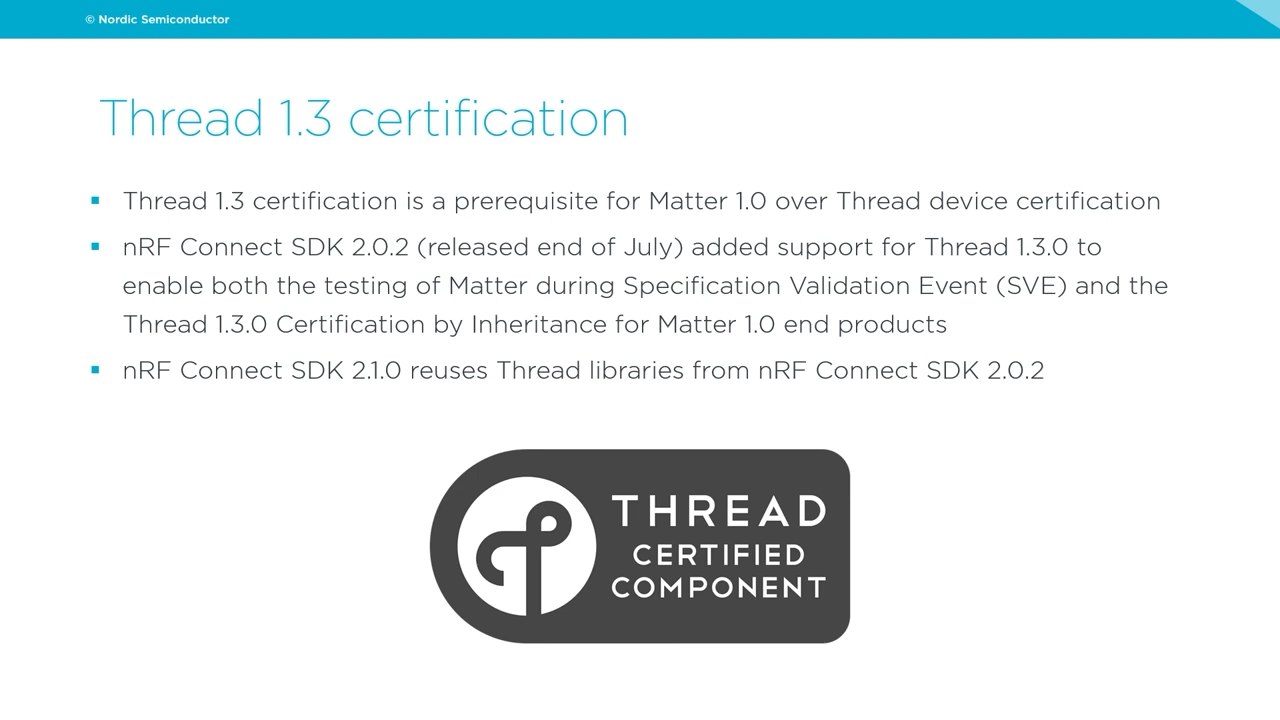 © Nordic Semiconductor
Thread 1.3 certification
▪ Thread 1.3 certification is a prerequisite for Matter 1.0 over Thread device certification
▪ nRF Connect SDK 2.0.2 (released end of July) added support for Thread 1.3.0 to
enable both the testing of Matter during Specification Validation Event (SVE) and the
Thread 1.3.0 Certification by Inheritance for Matter 1.0 end products
▪ nRF Connect SDK 2.1.0 reuses Thread libraries from nRF Connect SDK 2.0.2
THREAD
CERTIFIED
COMPONENT